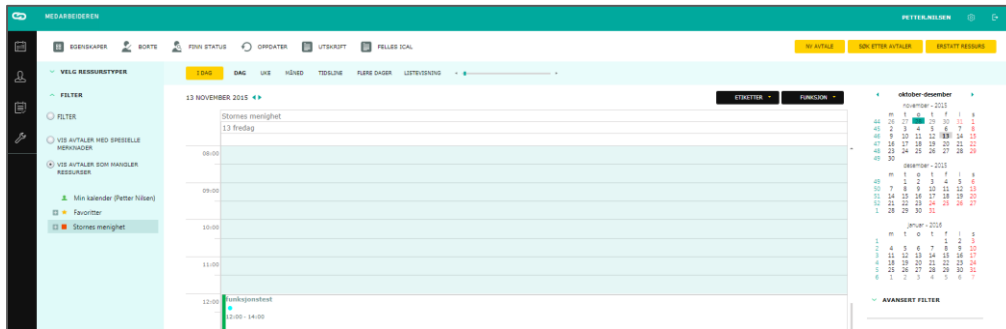 MEDARBEIDEREN
PETTER.NILSEN
EGENSKAPER BORTE FINN STATUS OPPDATER UTSKRIFT FELLES ICAL
NY AVTALE SØK ETTER AVTALER ERSTATT RESSURS
VELG RESSURSTYPER
I DAG DAG UKE MÅNED TIDSLINE FLERE DAGER LISTEVISNING - +
FILTER
FILTER
VIS AVTALER MED SPESIELLE
MERKNADER
VIS AVTALER SOM MANGLER
RESSURSER
Min kalender (Petter Nilsen)
Favoritter
Stornes menighet
13 NOVEMBER 2015
ETIKETTER FUNKSJON
Stornes menighet
13 fredag
08:00
09:00
10:00
11:00
12:00
funksjonstest
12:00 - 14:00
oktober-desember
november - 2015
m t o t f l s
44 26 27 28 29 30 31 1
45 2 3 4 5 6 7 8
46 9 10 11 12 13 14 15
47 16 17 18 19 20 21 22
48 23 24 25 26 27 28 29
49 30
desember - 2015
m t o t f l s
49 1 2 3 4 5 6
50 7 8 9 10 11 12 13
51 14 15 16 17 18 19 20
52 21 22 23 24 25 26 27
1 28 29 30 31
januar - 2016
m t o t f l s
1 1 2 3
2 4 5 6 7 8 9 10
3 11 12 13 14 15 16 17
4 18 19 20 21 22 23 24
5 25 26 27 28 29 30 31
6 1 2 3 4 5 6 7
AVANSERT FILTER